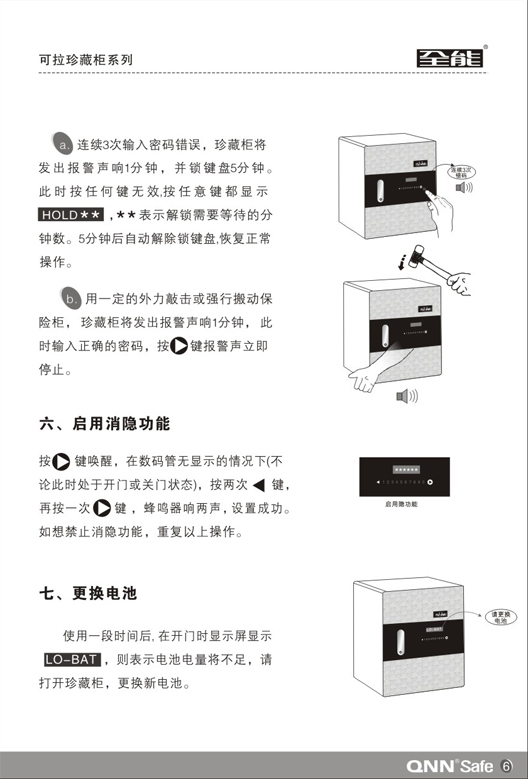 可拉珍藏柜系列
全能®
a. 连续3次输入密码错误，珍藏柜将
发出报警声响1分钟，并锁键盘5分钟。
此时按任何键无效,按任意键都显示
HOLD** ,**表示解锁需要等待的分
钟数。5分钟后自动解除锁键盘,恢复正常
操作。
连续3次
错码
b. 用一定的外力敲击或强行搬动保
险柜，珍藏柜将发出报警声响1分钟，此
时输入正确的密码，按▶键报警声立即
停止。
六、启用消隐功能
按▶键唤醒，在数码管无显示的情况下(不
论此时处于开门或关门状态)，按两次◀键，
再按一次▶键，蜂鸣器响两声,设置成功。
如想禁止消隐功能，重复以上操作。
******
◀1234567890
启用隐功能
七、更换电池
使用一段时间后,在开门时显示屏显示
LO-BAT，则表示电池电量将不足，请
打开珍藏柜，更换新电池。
请更换
电池
LO-BAT
QNN®Safe 6